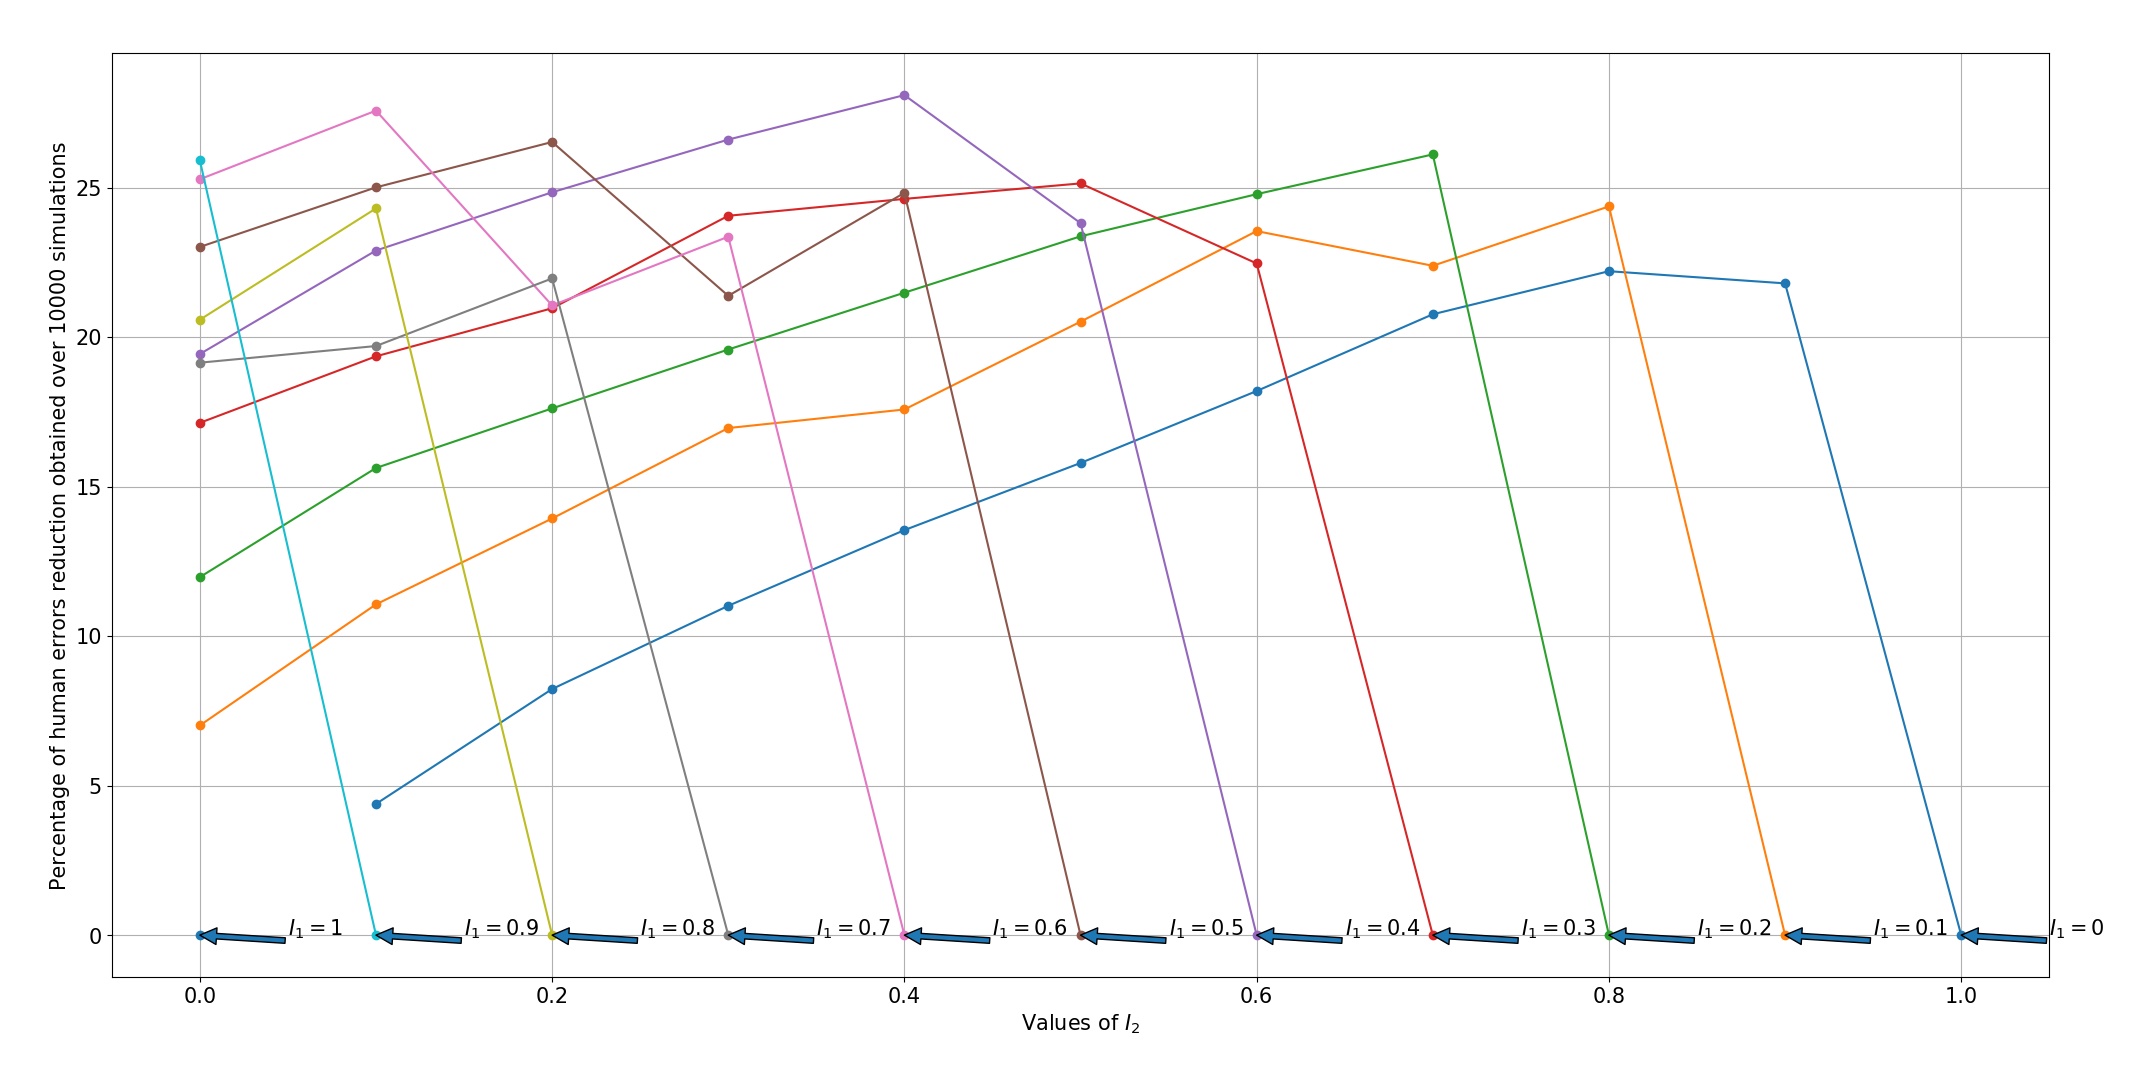 Percentage of human errors reduction obtained over 10000 simulations
25
20
15
10
5
0
I₁ = 1
I₁ = 0.9
I₁ = 0.8
I₁ = 0.7
I₁ = 0.6
I₁ = 0.5
I₁ = 0.4
I₁ = 0.3
I₁ = 0.2
I₁ = 0.1
I₁ = 0
0.0
0.2
0.4
0.6
0.8
1.0
Values of I₂